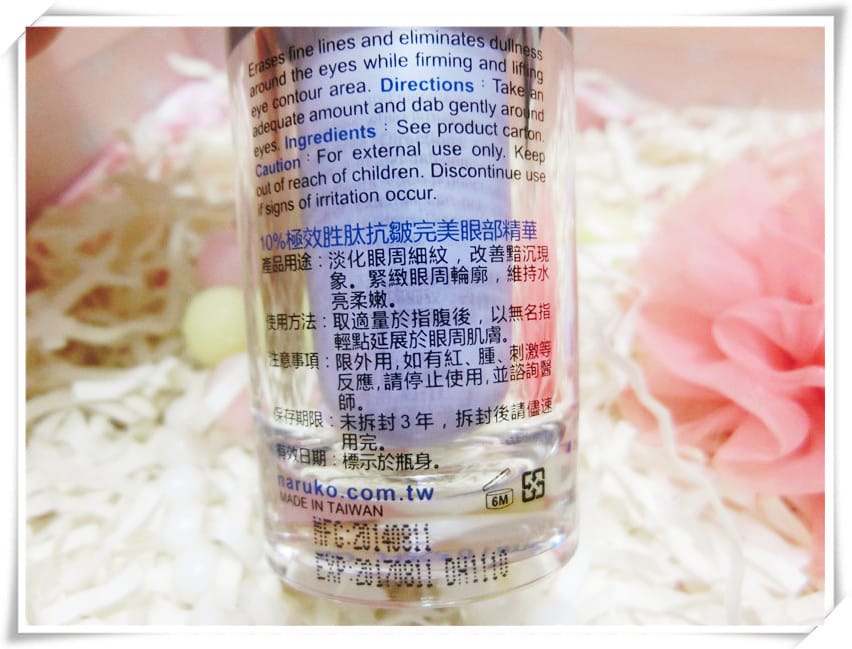 Erases fine lines and eliminates dullness
around the eyes while firming and lifting
eye contour area. Directions：Take an
adequate amount and dab gently around
eyes. Ingredients：See product carton.
Caution：For external use only. Keep
out of reach of children. Discontinue use
if signs of irritation occur.
10%極效胜肽抗皺完美眼部精華
產品用途：淡化眼周細紋，改善黯沉現
象。緊緻眼周輪廓，維持水
亮柔嫩。
使用方法：取適量於指腹後，以無名指
輕點延展於眼周肌膚。
注意事項：限外用,如有紅、腫、刺激等
反應,請停止使用,並諮詢醫
師。
保存期限：未拆封3年，拆封後請儘速
用完。
有效日期：標示於瓶身。
naruko.com.tw
6M
MADE IN TAIWAN
MFG:20140811
EXP:20170811 DH1110